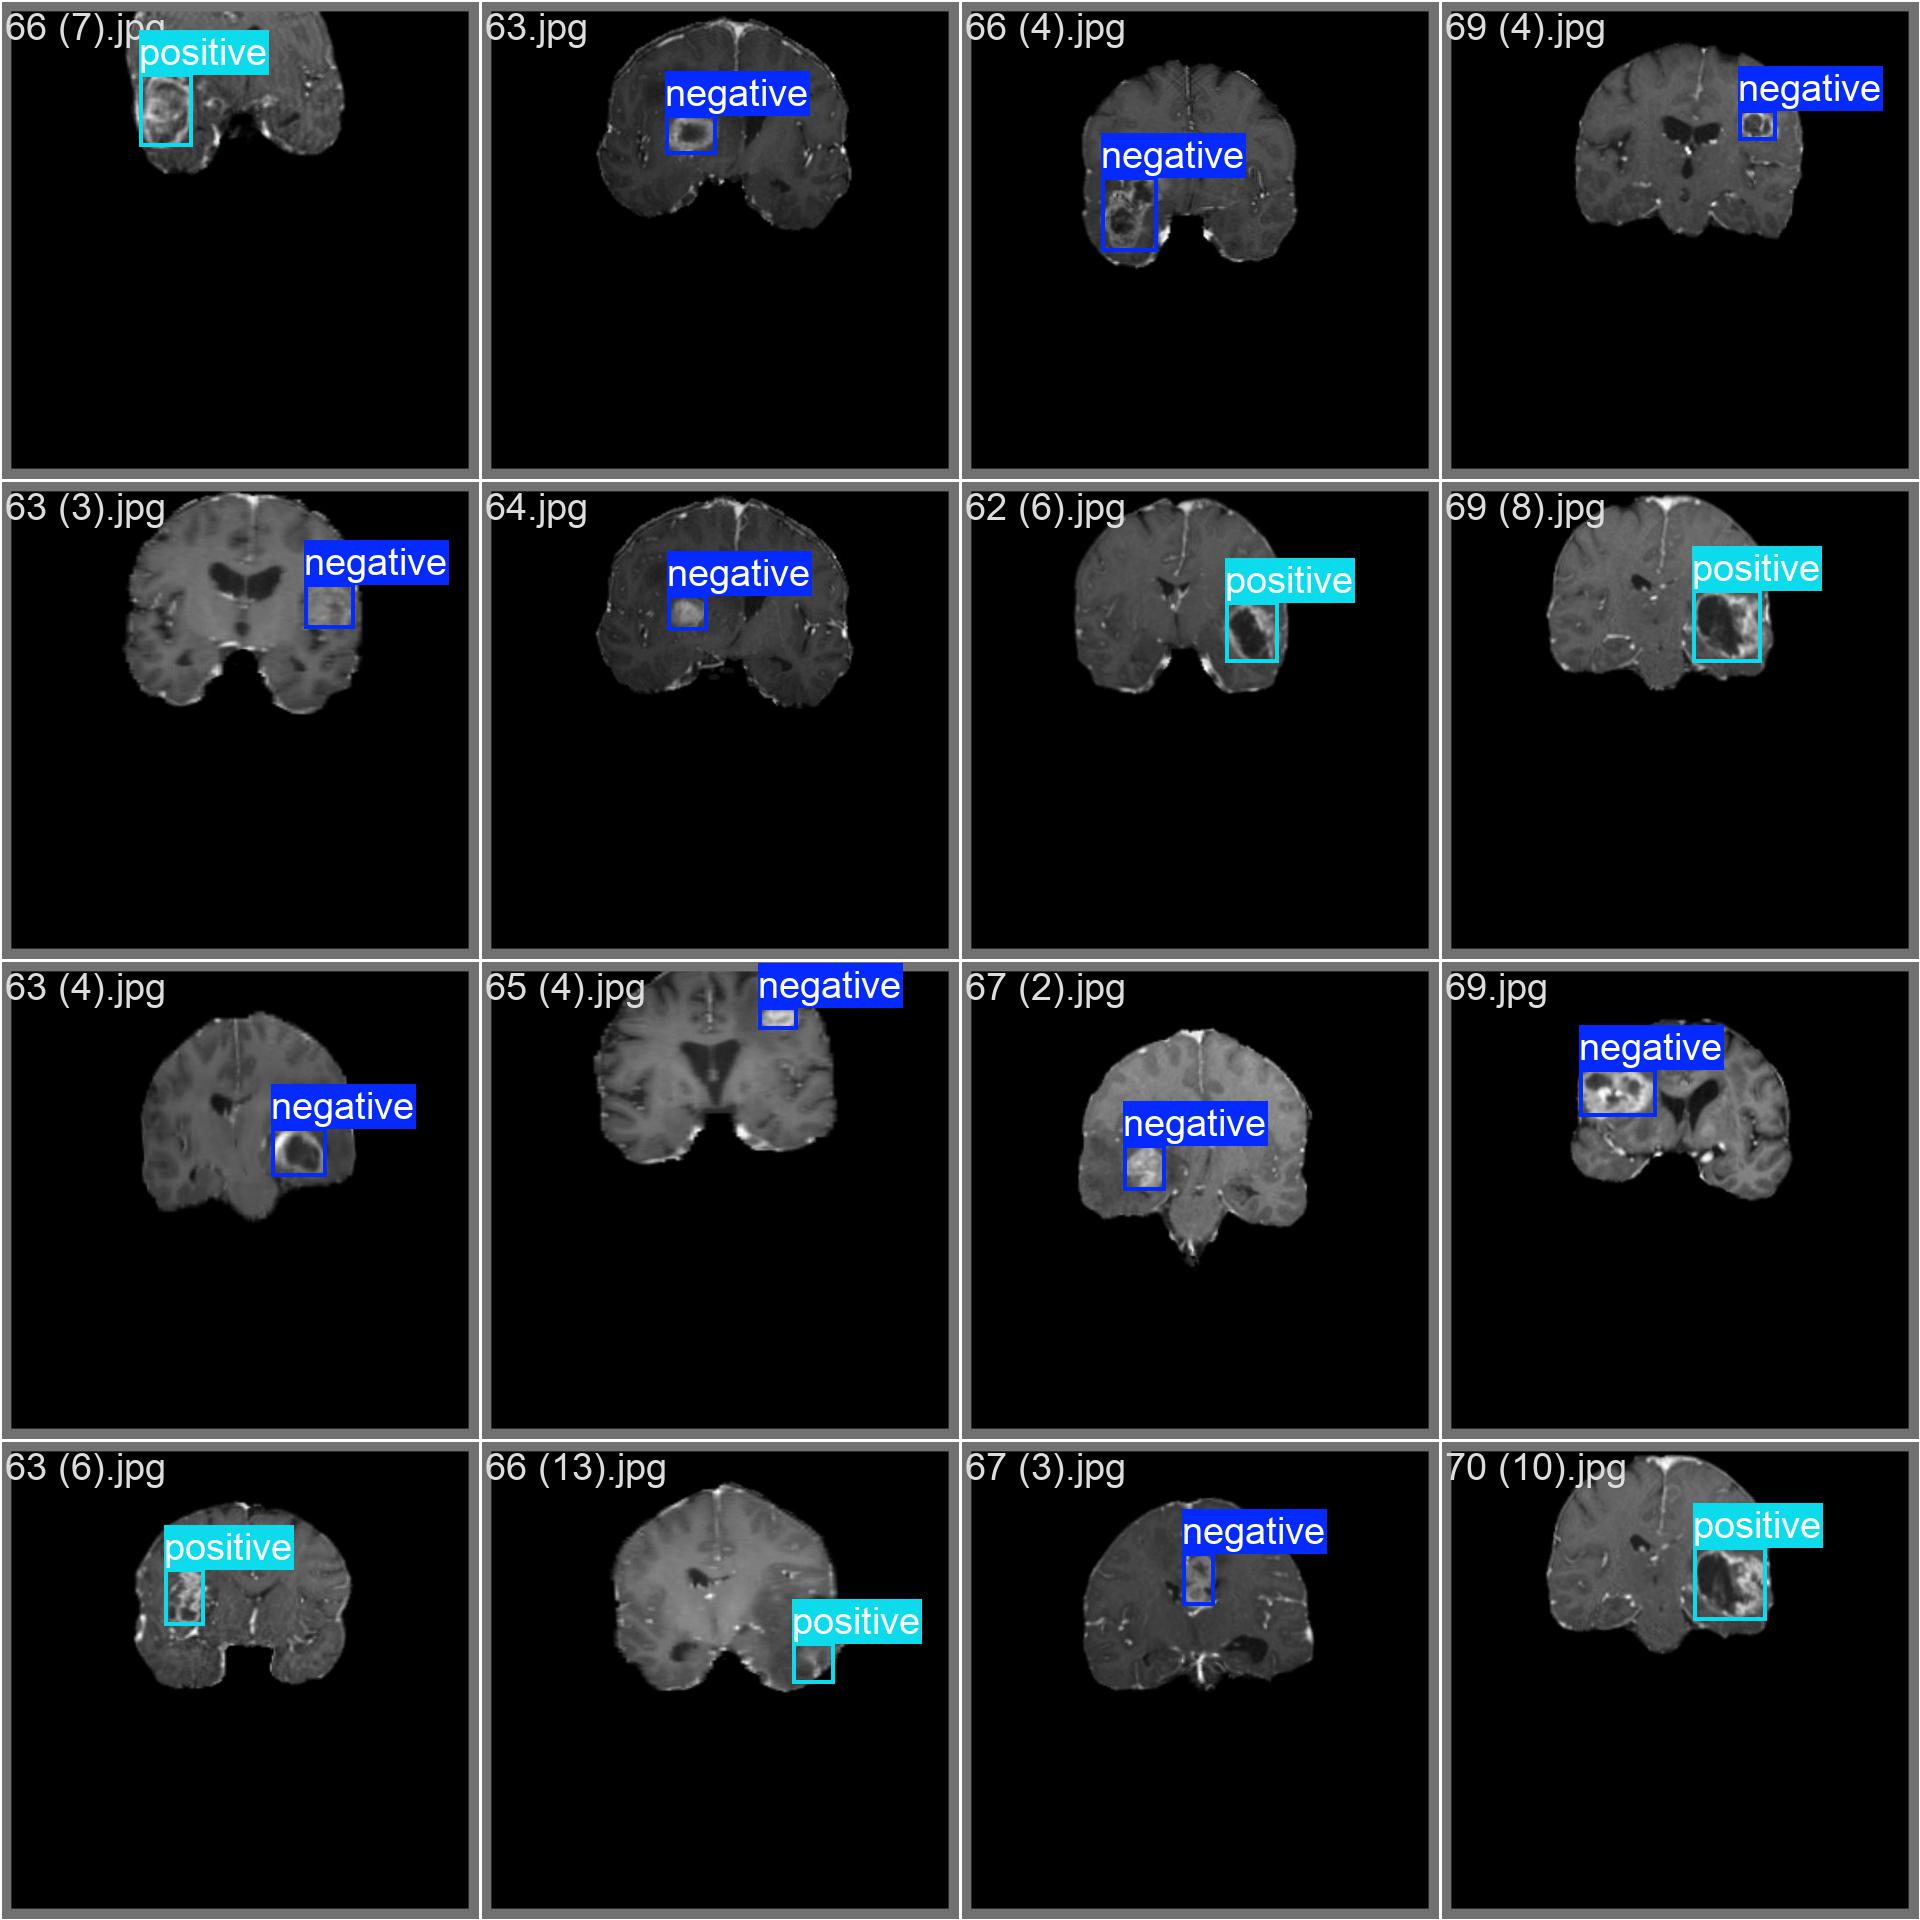 66 (7).jpg
positive
63.jpg
negative
66 (4).jpg
negative
69 (4).jpg
negative
63 (3).jpg
negative
64.jpg
negative
62 (6).jpg
positive
69 (8).jpg
positive
63 (4).jpg
negative
65 (4).jpg
negative
67 (2).jpg
negative
69.jpg
negative
63 (6).jpg
positive
66 (13).jpg
positive
67 (3).jpg
negative
70 (10).jpg
positive